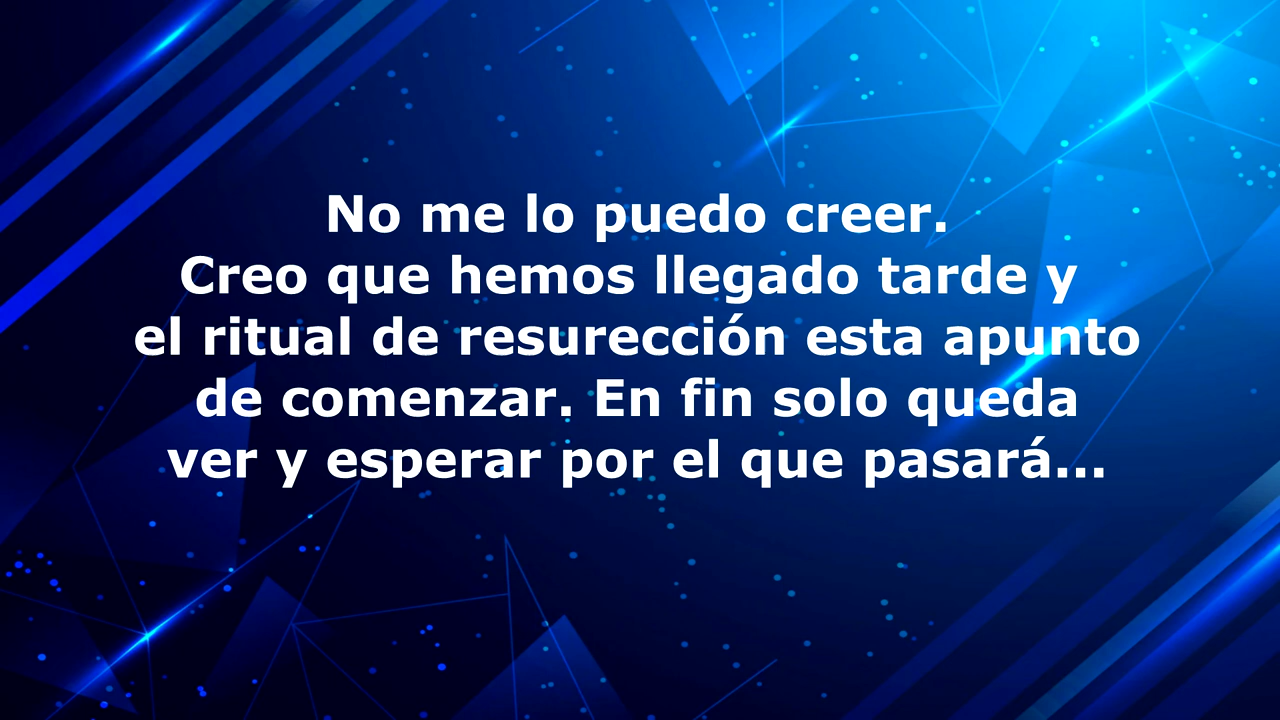 No me lo puedo creer.
Creo que hemos llegado tarde y
el ritual de resurección esta apunto
de comenzar. En fin solo queda
ver y esperar por el que pasará...